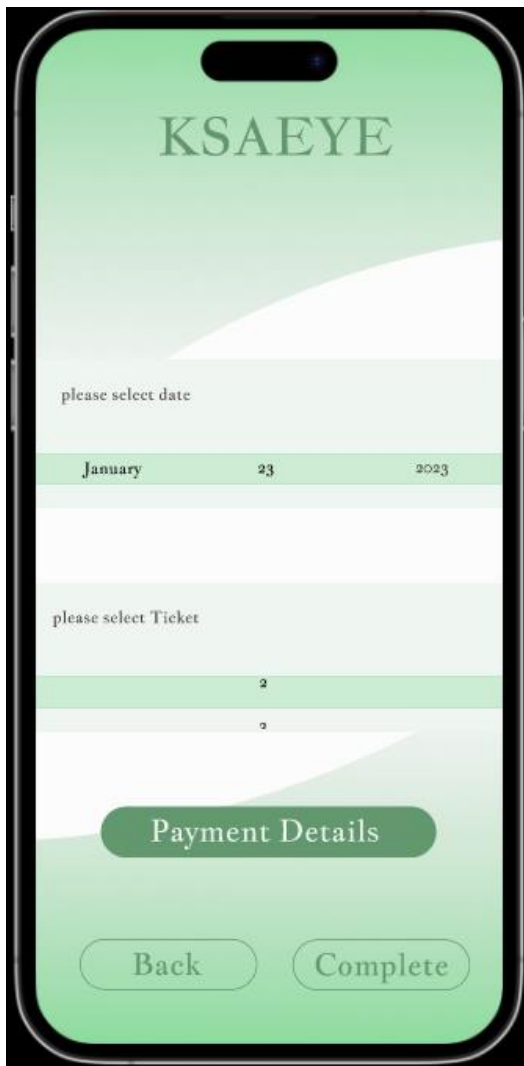 KSAEYE
please select date
January 23 2023
please select Ticket
2
Payment Details
Back Complete